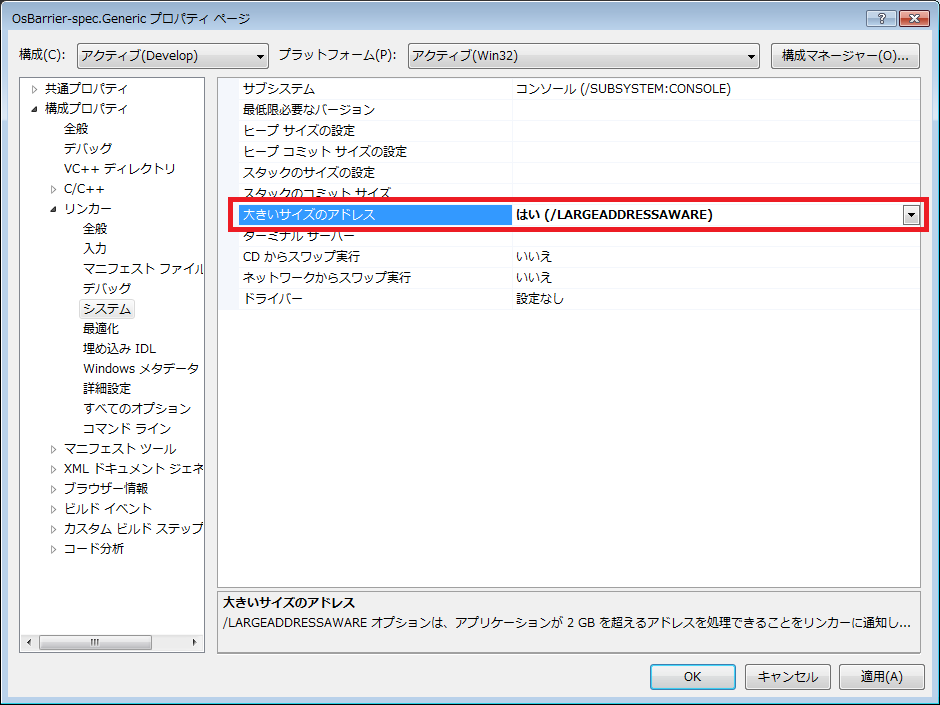 OsBarrier-spec.Generic プロパティ ページ
構成(C): アクティブ(Develop) プラットフォーム(P): アクティブ(Win32) 構成マネージャー(O)...
共通プロパティ
構成プロパティ
全般
デバッグ
VC++ ディレクトリ
C/C++
リンカー
全般
入力
マニフェスト ファイル
デバッグ
システム
最適化
埋め込み IDL
Windows メタデータ
詳細設定
すべてのオプション
コマンド ライン
マニフェスト ツール
XML ドキュメント ジェネ
ブラウザー情報
ビルド イベント
カスタム ビルド ステップ
コード分析
サブシステム コンソール (/SUBSYSTEM:CONSOLE)
最低限必要なバージョン
ヒープ サイズの設定
ヒープ コミット サイズの設定
スタックのサイズの設定
スタックのコミット サイズ
大きいサイズのアドレス はい (/LARGEADDRESSAWARE)
ターミナル サーバー
CD からスワップ実行 いいえ
ネットワークからスワップ実行 いいえ
ドライバー 設定なし
大きいサイズのアドレス
/LARGEADDRESSAWARE オプションは、アプリケーションが 2 GB を超えるアドレスを処理できることをリンカーに通知し...
OK キャンセル 適用(A)